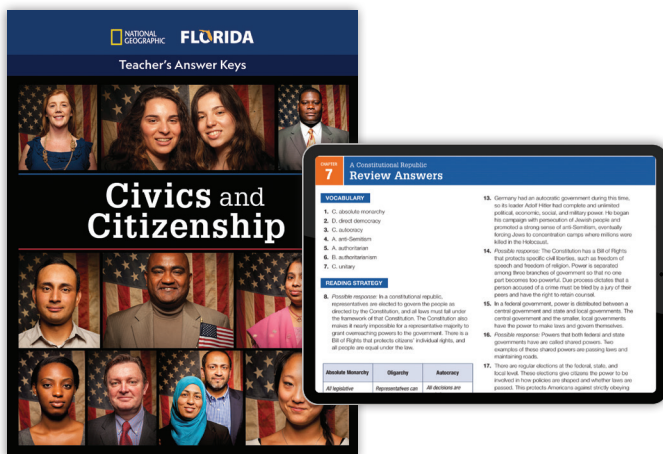 NATIONAL
GEOGRAPHIC
FLORIDA
Teacher's Answer Keys
Civics and
Citizenship
CHAPTER
7
A Constitutional Republic
Review Answers
VOCABULARY
1. C. absolute monarchy
2. D. direct democracy
3. C. autocracy
4. A. anti-Semitism
5. A. authoritarian
6. B. authoritarianism
7. C. unitary
READING STRATEGY
8. Possible response: In a constitutional republic,
representatives are elected to govern the people as
directed by the Constitution, and all laws must fall under
the framework of that Constitution. The Constitution also
makes it nearly impossible for a representative majority to
grant overreaching powers to the government. There is a
Bill of Rights that protects citizens' individual rights, and
all people are equal under the law.
Absolute Monarchy Oligarchy Autocracy
All legislative Representatives can All decisions are
13. Germany had an autocratic government during this time,
so its leader Adolf Hitler had complete and unlimited
political, economic, social, and military power. He began
his campaign with persecution of Jewish people and
promoted a strong sense of anti-Semitism, eventually
forcing Jews to concentration camps where millions were
killed in the Holocaust.
14. Possible response: The Constitution has a Bill of Rights
that protects specific civil liberties, such as freedom of
speech and freedom of religion. Power is separated
among three branches of government so that no one
part becomes too powerful. Due process dictates that a
person accused of a crime must be tried by a jury of their
peers and have the right to retain counsel.
15. In a federal government, power is distributed between a
central government and state and local governments. The
central government and the smaller, local governments
have the power to make laws and govern themselves.
16. Possible response: Powers that both federal and state
governments have are called shared powers. Two
examples of these shared powers are passing laws and
maintaining roads.
17. There are regular elections at the federal, state, and
local level. These elections give citizens the power to be
involved in how policies are shaped and whether laws are
passed. This protects Americans against strictly obeying